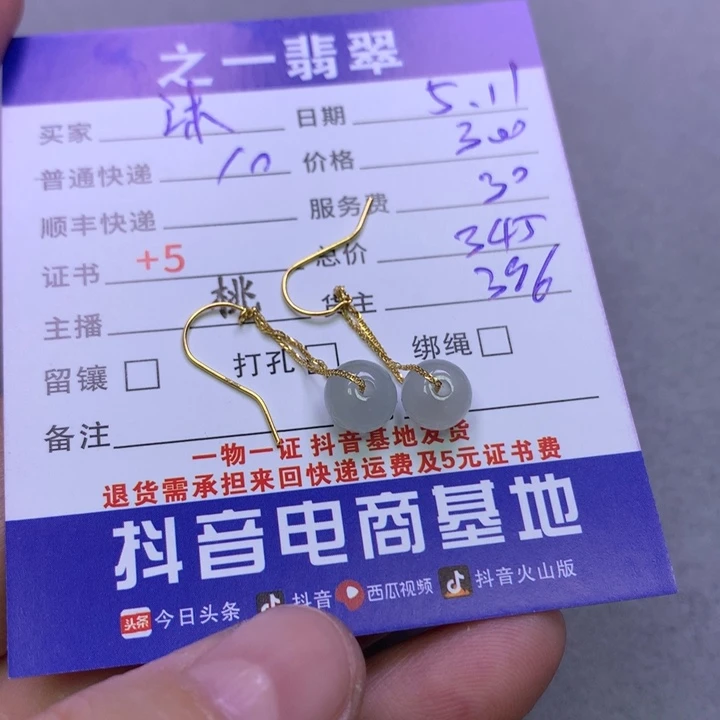 之一翡翠
买家 沐 日期 5.11
普通快递 10 价格 300
顺丰快递 服务费 30
证书 +5 总价 345
主播 桃 货主 396
留镶 打孔 绑绳
备注
一物一证 抖音基地发货
退货需承担来回快递运费及5元证书费
抖音电商基地
头条 今日头条 抖音 西瓜视频 抖音火山版